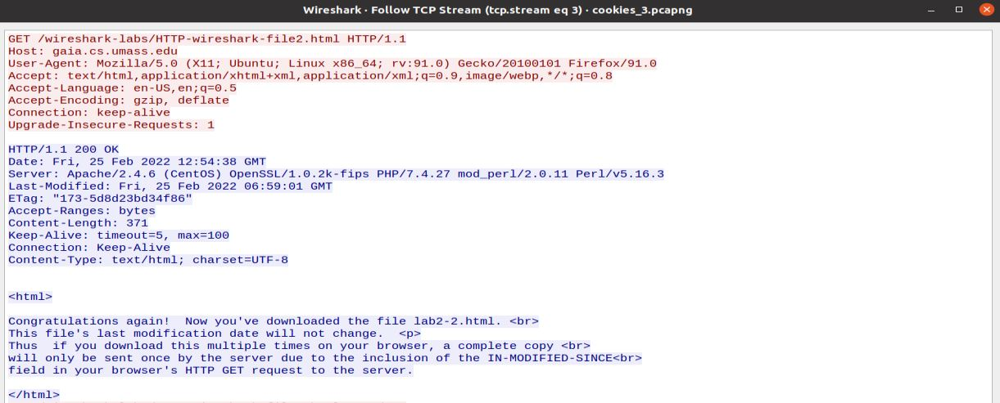 Wireshark · Follow TCP Stream (tcp.stream eq 3) · cookies_3.pcapng
GET /wireshark-labs/HTTP-wireshark-file2.html HTTP/1.1
Host: gaia.cs.umass.edu
User-Agent: Mozilla/5.0 (X11; Ubuntu; Linux x86_64; rv:91.0) Gecko/20100101 Firefox/91.0
Accept: text/html,application/xhtml+xml,application/xml;q=0.9,image/webp,*/*;q=0.8
Accept-Language: en-US,en;q=0.5
Accept-Encoding: gzip, deflate
Connection: keep-alive
Upgrade-Insecure-Requests: 1
HTTP/1.1 200 OK
Date: Fri, 25 Feb 2022 12:54:38 GMT
Server: Apache/2.4.6 (CentOS) OpenSSL/1.0.2k-fips PHP/7.4.27 mod_perl/2.0.11 Perl/v5.16.3
Last-Modified: Fri, 25 Feb 2022 06:59:01 GMT
ETag: "173-5d8d23bd34f86"
Accept-Ranges: bytes
Content-Length: 371
Keep-Alive: timeout=5, max=100
Connection: Keep-Alive
Content-Type: text/html; charset=UTF-8
<html>
Congratulations again!  Now you've downloaded the file lab2-2.html. <br>
This file's last modification date will not change.  <p>
Thus  if you download this multiple times on your browser, a complete copy <br>
will only be sent once by the server due to the inclusion of the IN-MODIFIED-SINCE<br>
field in your browser's HTTP GET request to the server.
</html>